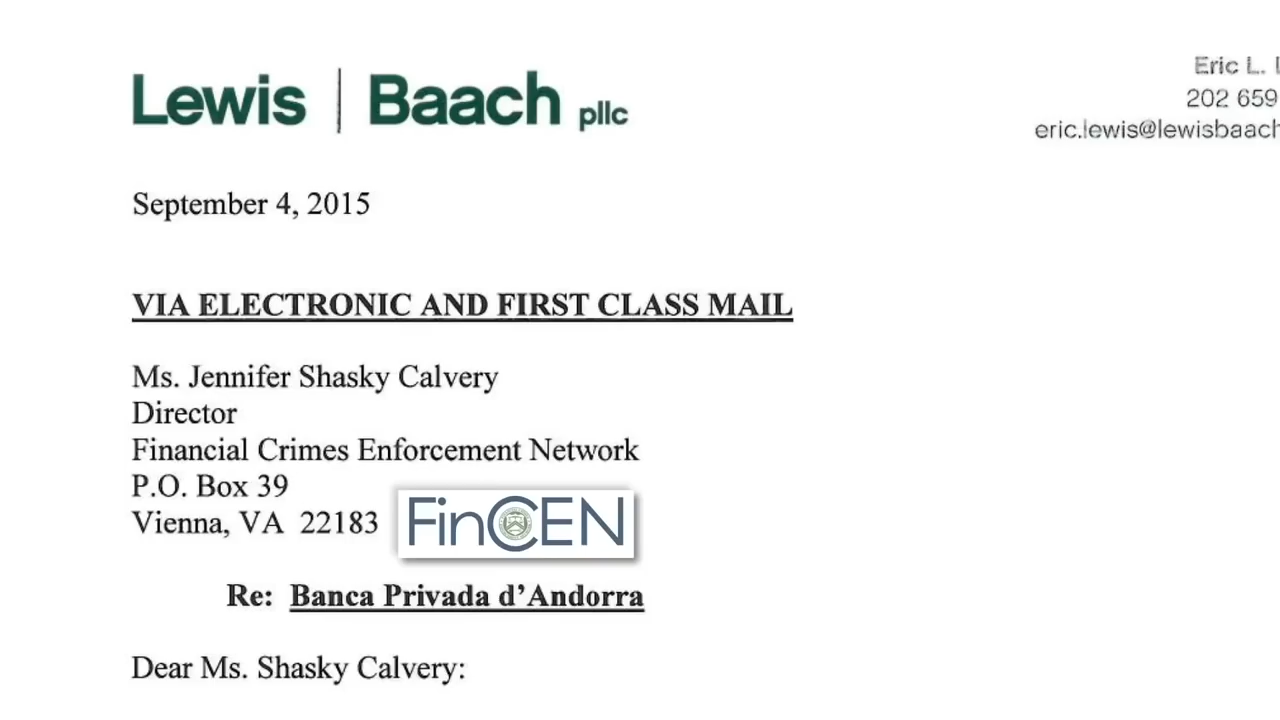 Lewis | Baach pllc
Eric L.
202 659
eric.lewis@lewisbaach
September 4, 2015
VIA ELECTRONIC AND FIRST CLASS MAIL
Ms. Jennifer Shasky Calvery
Director
Financial Crimes Enforcement Network
P.O. Box 39
Vienna, VA 22183
FinCEN
Re: Banca Privada d'Andorra
Dear Ms. Shasky Calvery: